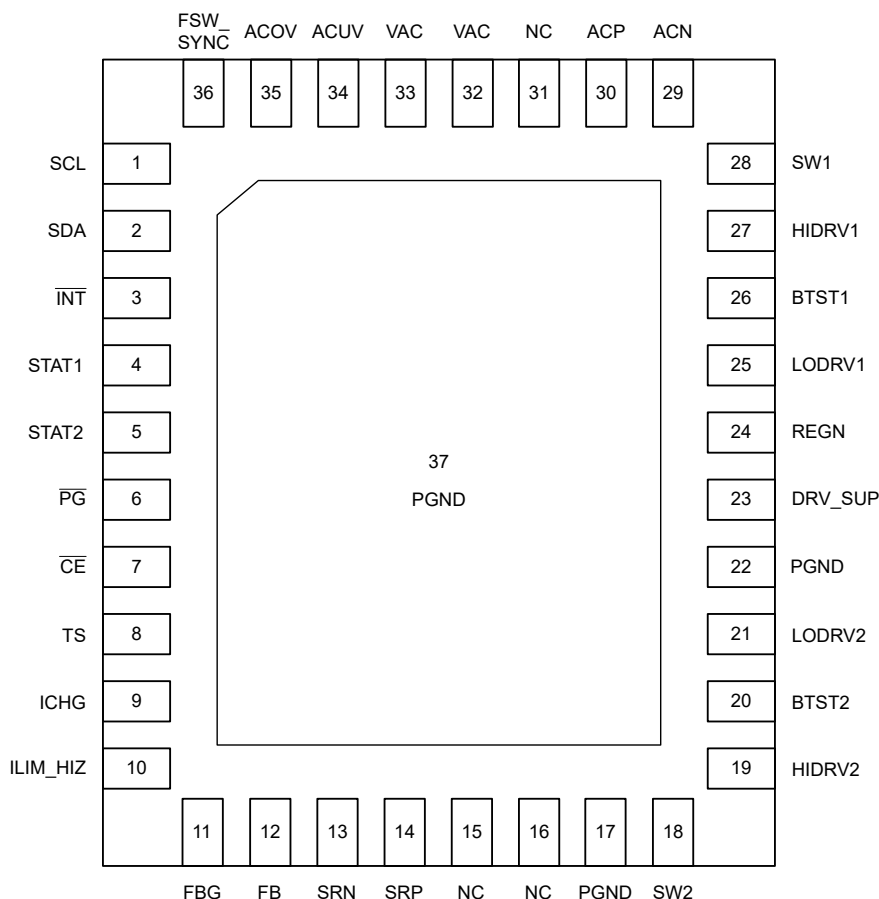 FSW_
SYNC ACOV ACUV VAC VAC NC ACP ACN
36 35 34 33 32 31 30 29
SCL 1 28 SW1
SDA 2 27 HIDRV1
INT 3 26 BTST1
STAT1 4 25 LODRV1
STAT2 5 24 REGN
37
PG 6 PGND 23 DRV_SUP
CE 7 22 PGND
TS 8 21 LODRV2
ICHG 9 20 BTST2
ILIM_HIZ 10 19 HIDRV2
11 12 13 14 15 16 17 18
FBG FB SRN SRP NC NC PGND SW2